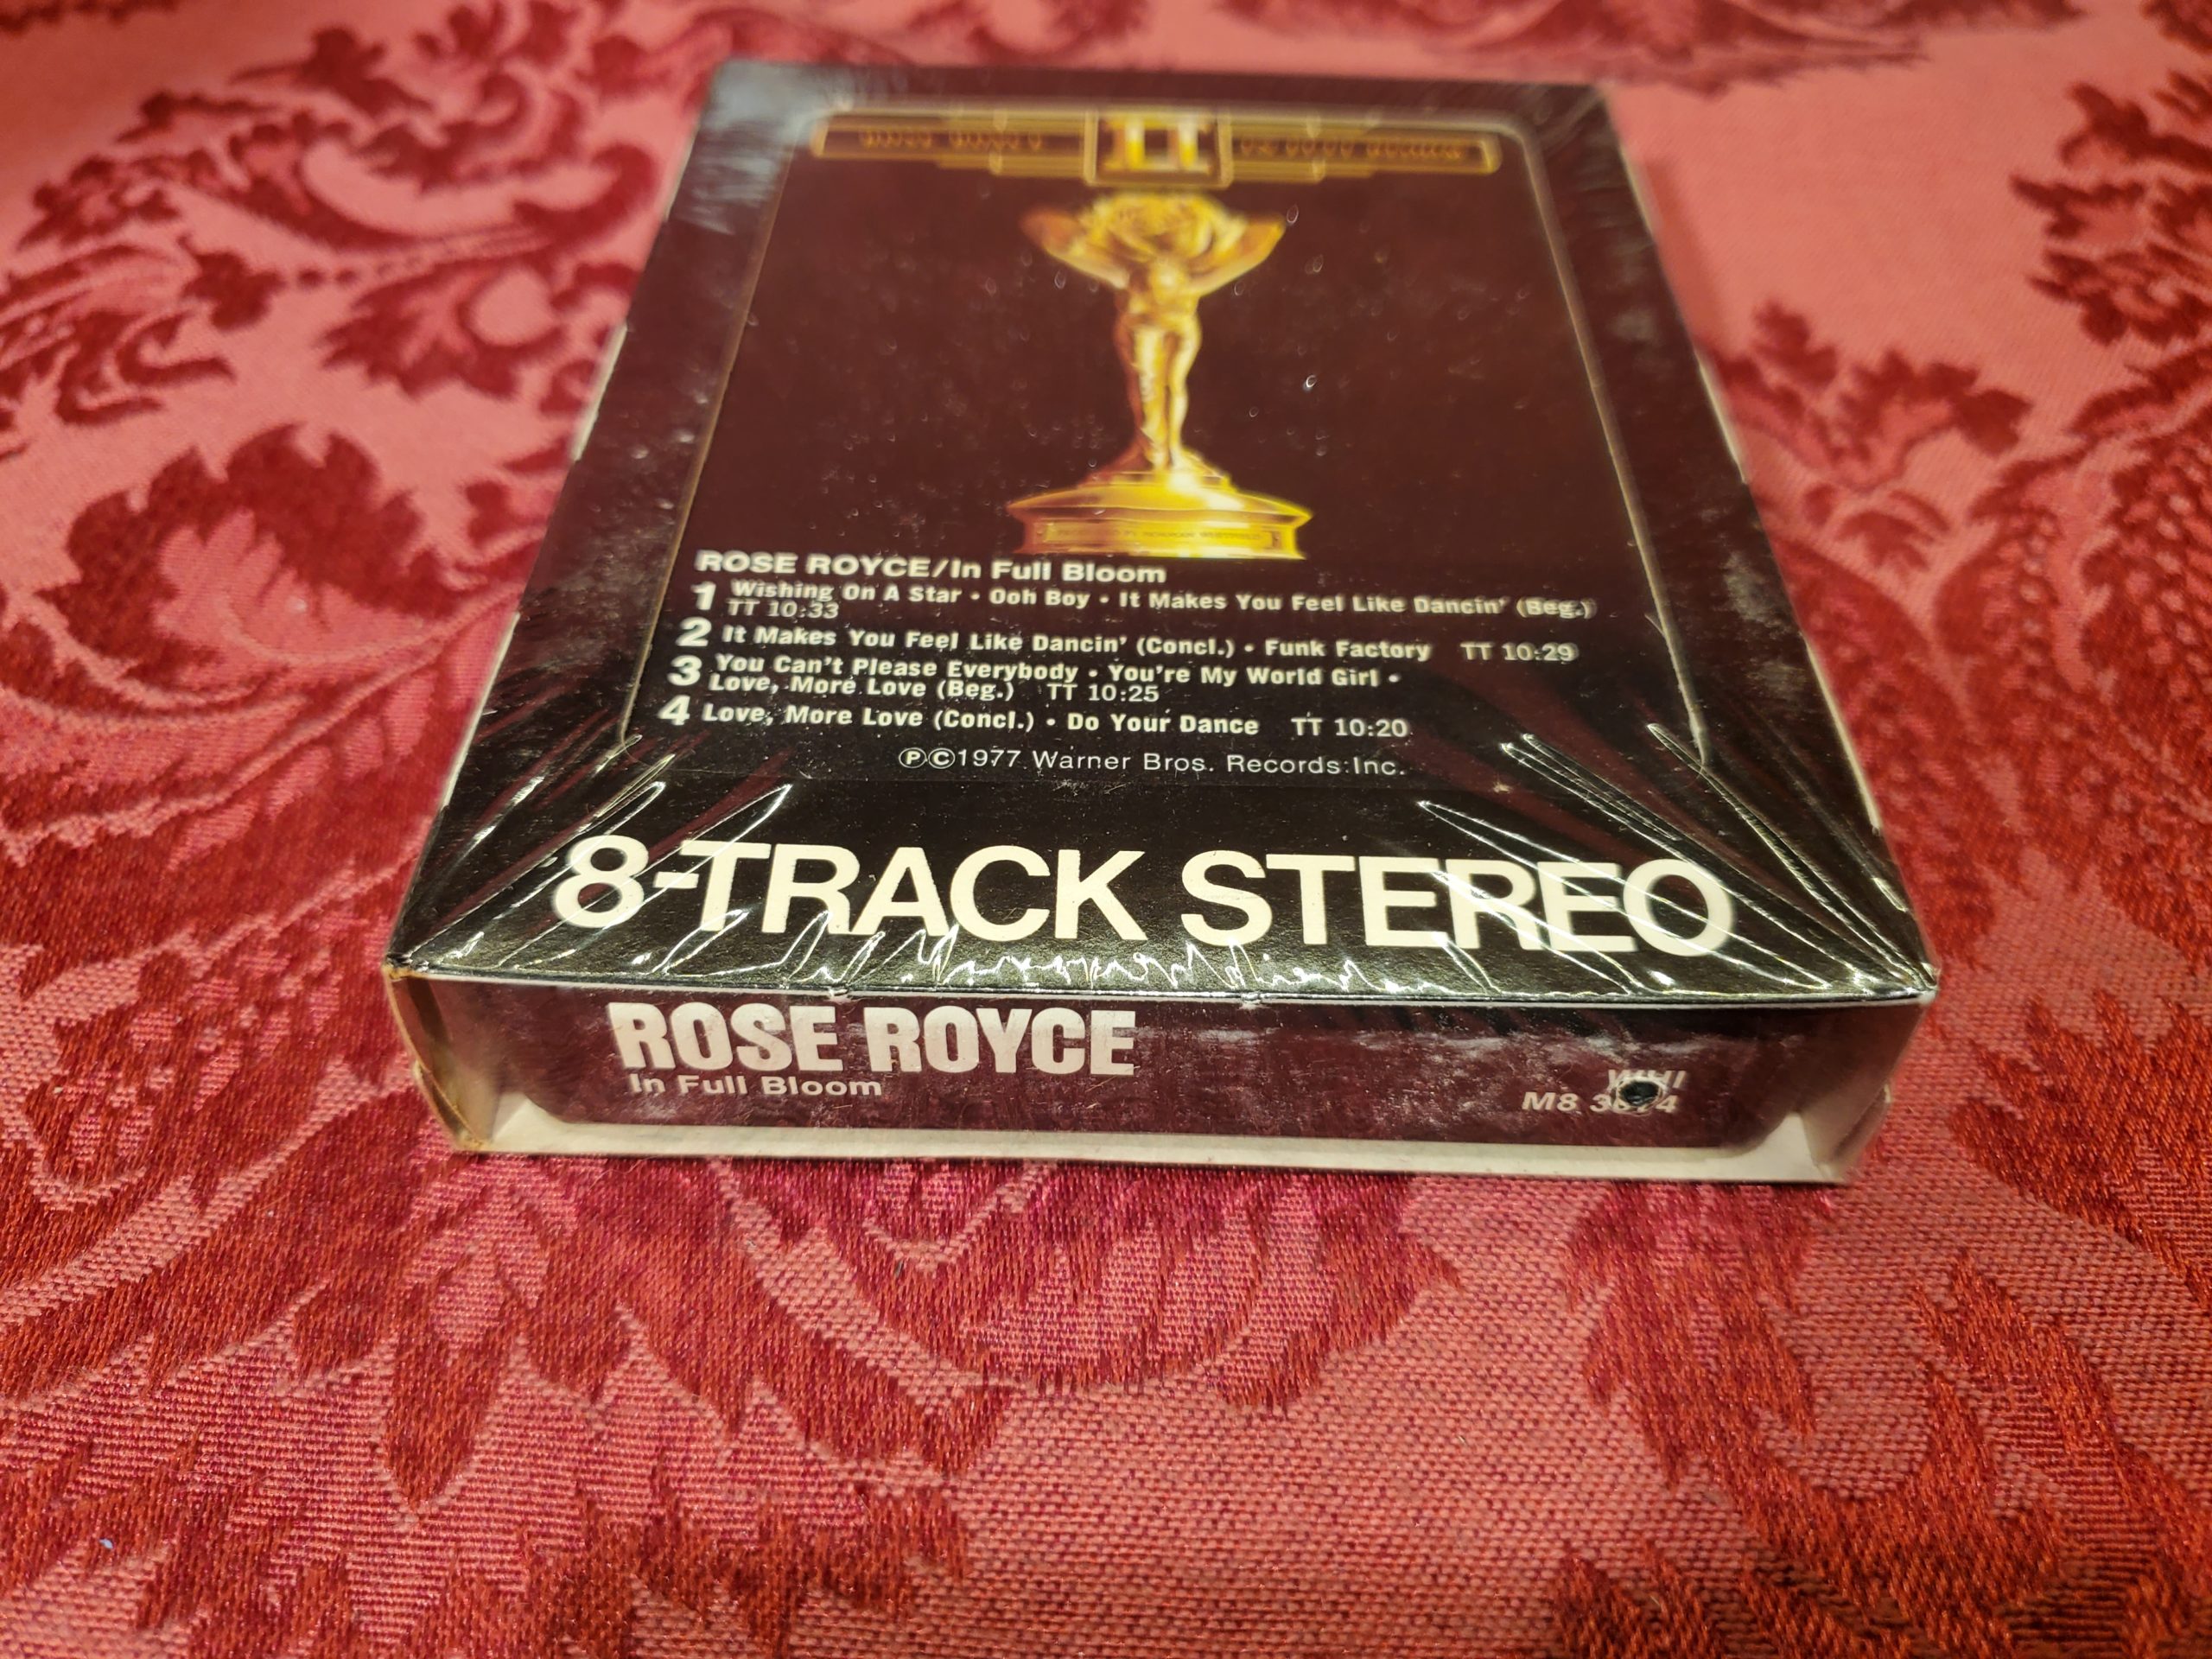 II
ROSE ROYCE/In Full Bloom
1 Wishing On A Star • Ooh Boy • It Makes You Feel Like Dancin' (Beg.)
TT 10:33
2 It Makes You Feel Like Dancin' (Concl.) • Funk Factory TT 10:29
3 You Can't Please Everybody • You're My World Girl •
Love, More Love (Beg.) TT 10:25
4 Love, More Love (Concl.) • Do Your Dance TT 10:20
ⓅⒸ1977 Warner Bros. Records Inc.
8-TRACK STEREO
ROSE ROYCE
In Full Bloom
M8